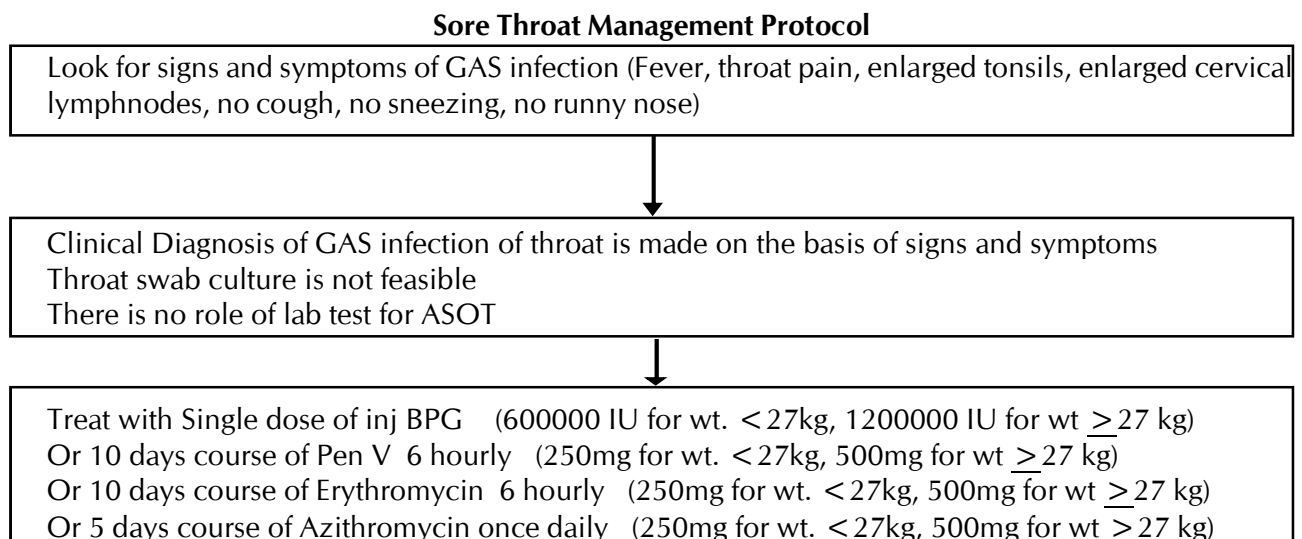 Sore Throat Management Protocol
Look for signs and symptoms of GAS infection (Fever, throat pain, enlarged tonsils, enlarged cervical
lymphnodes, no cough, no sneezing, no runny nose)
Clinical Diagnosis of GAS infection of throat is made on the basis of signs and symptoms
Throat swab culture is not feasible
There is no role of lab test for ASOT
Treat with Single dose of inj BPG (600000 IU for wt. <27kg, 1200000 IU for wt ≥27 kg)
Or 10 days course of Pen V 6 hourly (250mg for wt. <27kg, 500mg for wt ≥27 kg)
Or 10 days course of Erythromycin 6 hourly (250mg for wt. <27kg, 500mg for wt ≥27 kg)
Or 5 days course of Azithromycin once daily (250mg for wt. <27kg, 500mg for wt >27 kg)